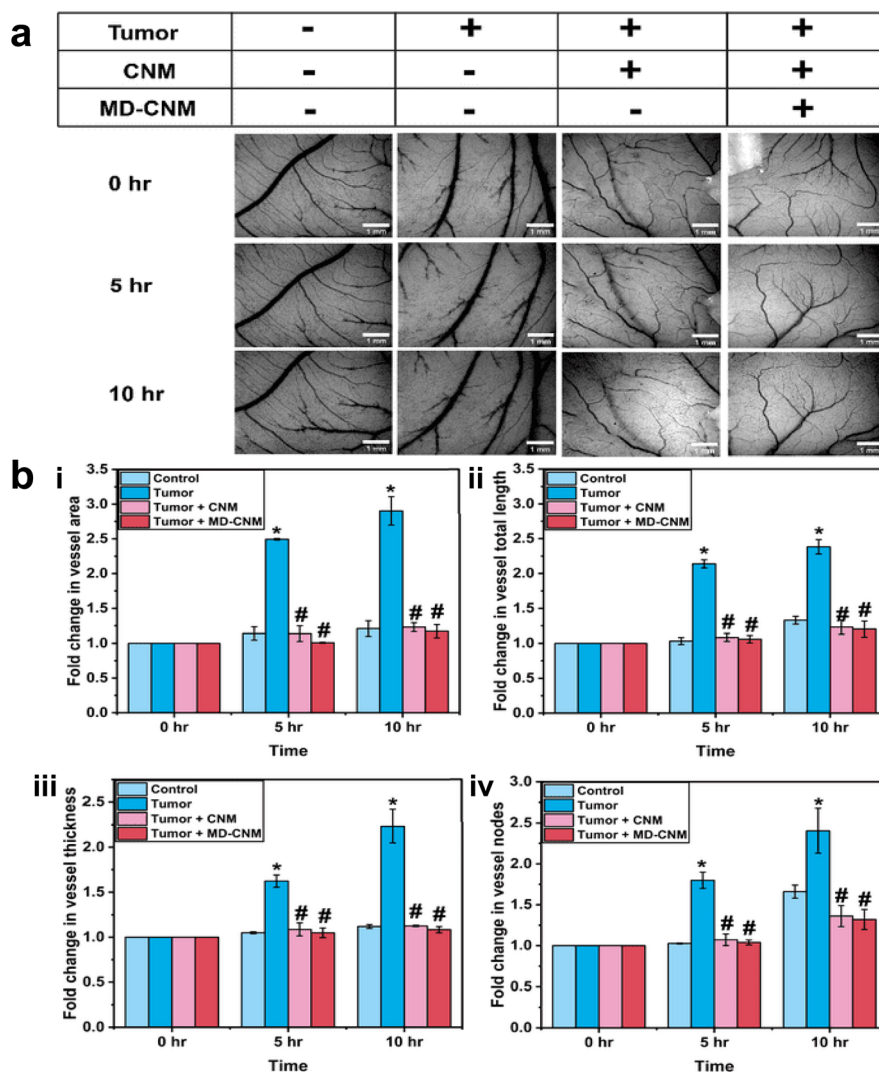 a
Tumor - + + +
CNM - - + +
MD-CNM - - - +
0 hr
1 mm 1 mm 1 mm 1 mm
5 hr
1 mm 1 mm 1 mm 1 mm
10 hr
1 mm 1 mm 1 mm 1 mm
b
i
Fold change in vessel area
3.5
3.0
2.5
2.0
1.5
1.0
0.5
0.0
Control
Tumor
Tumor + CNM
Tumor + MD-CNM
* # #
* # #
0 hr 5 hr 10 hr
Time
ii
Fold change in vessel total length
3.5
3.0
2.5
2.0
1.5
1.0
0.5
0.0
Control
Tumor
Tumor + CNM
Tumor + MD-CNM
* # #
* # #
0 hr 5 hr 10 hr
Time
iii
Fold change in vessel thickness
2.5
2.0
1.5
1.0
0.5
0.0
Control
Tumor
Tumor + CNM
Tumor + MD-CNM
* # #
* # #
0 hr 5 hr 10 hr
Time
iv
Fold change in vessel nodes
3.0
2.5
2.0
1.5
1.0
0.5
0.0
Control
Tumor
Tumor + CNM
Tumor + MD-CNM
* # #
* # #
0 hr 5 hr 10 hr
Time